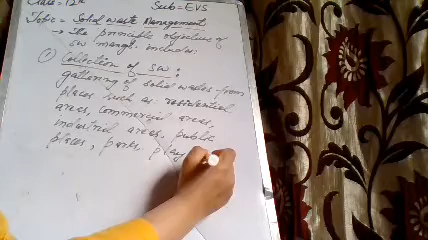 Class = 12th Sub = EVS
Topic = Solid waste Management
→ The principle objective of
SW mangt. includes:
① Collection of SW:
gathering of solid wastes from
places such as residential
areas, commercial areas
industrial areas. public
places, parks. play